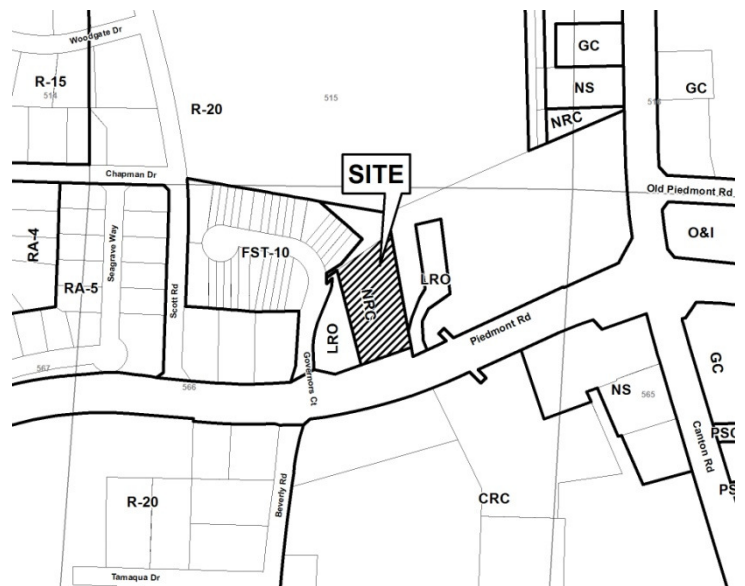 Woodgate Dr
R-15
514
R-20
515
GC
NS
NRC
GC
Chapman Dr
SITE
Old Piedmont Rd
O&I
RA-4
RA-5
Seagrave Way
Scott Rd
FST-10
LRO
NRC
LRO
Piedmont Rd
Governors Ct
567
566
NS
565
GC
PSC
Canton Rd
R-20
Beverly Rd
CRC
Tamaqua Dr